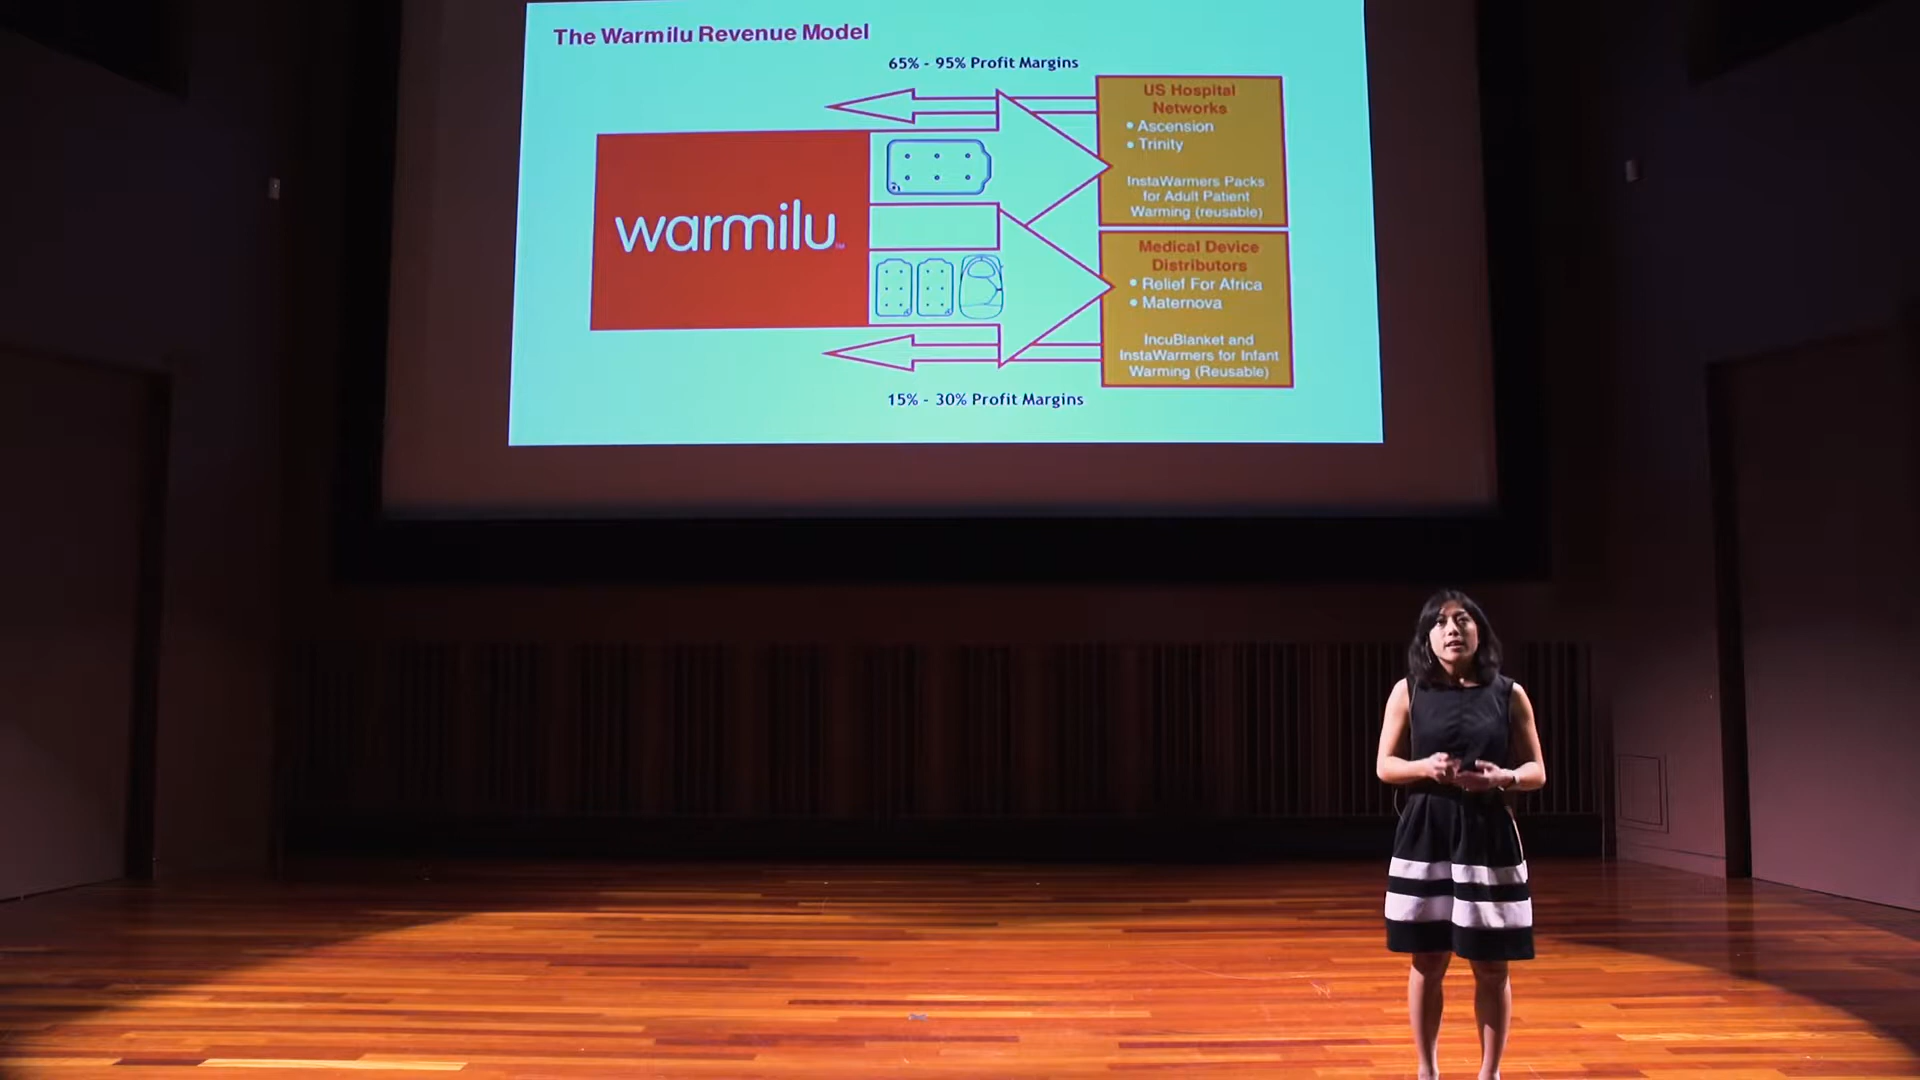 The Warmilu Revenue Model
65% - 95% Profit Margins
US Hospital
Networks
• Ascension
• Trinity
InstaWarmers Packs
for Adult Patient
Warming (reusable)
warmilu™
Medical Device
Distributors
• Relief For Africa
• Maternova
IncuBlanket and
InstaWarmers for Infant
Warming (Reusable)
15% - 30% Profit Margins